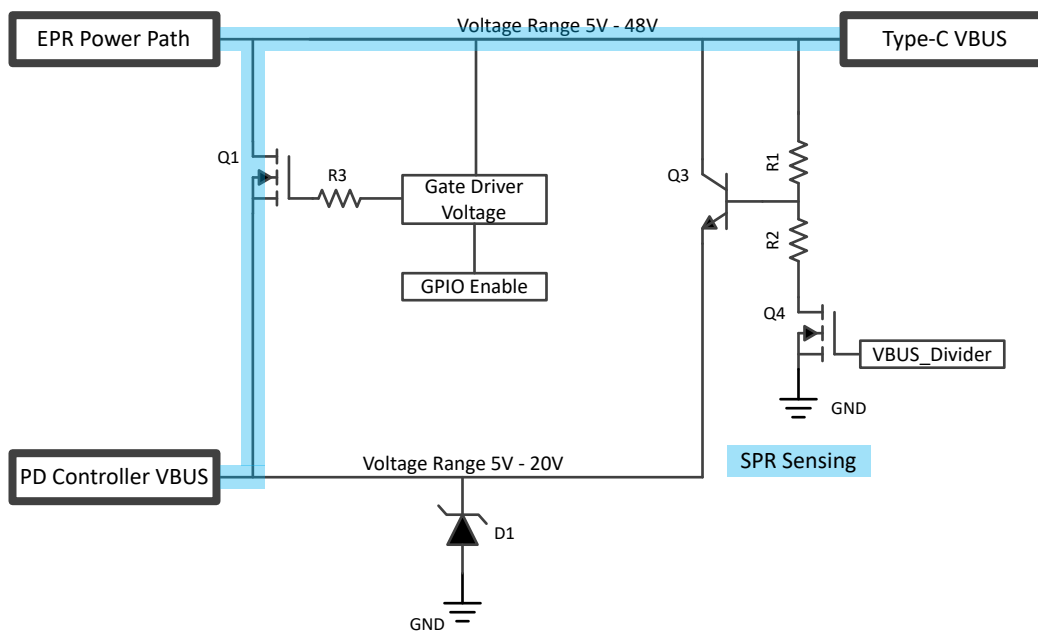 EPR Power Path
Voltage Range 5V - 48V
Type-C VBUS
Q1
R3
Gate Driver
Voltage
GPIO Enable
Q3
R1
R2
Q4
VBUS_Divider
GND
PD Controller VBUS
Voltage Range 5V - 20V
SPR Sensing
D1
GND